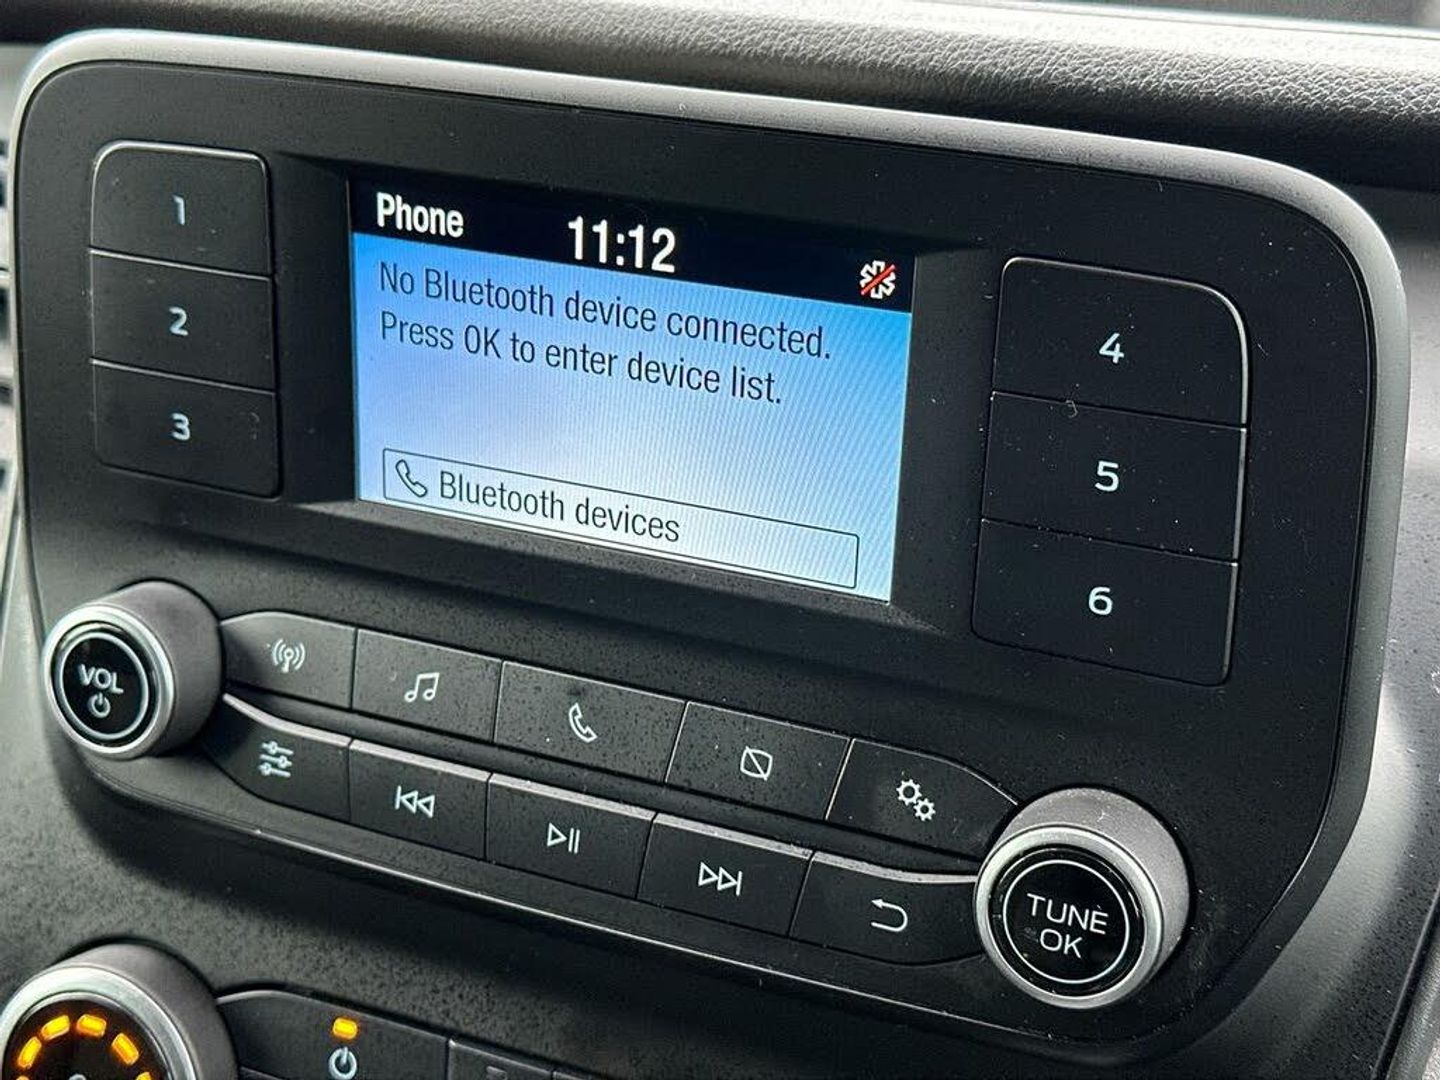 Phone 11:12
No Bluetooth device connected.
Press OK to enter device list.
Bluetooth devices
1
2
3
4
5
6
VOL
TUNE
OK